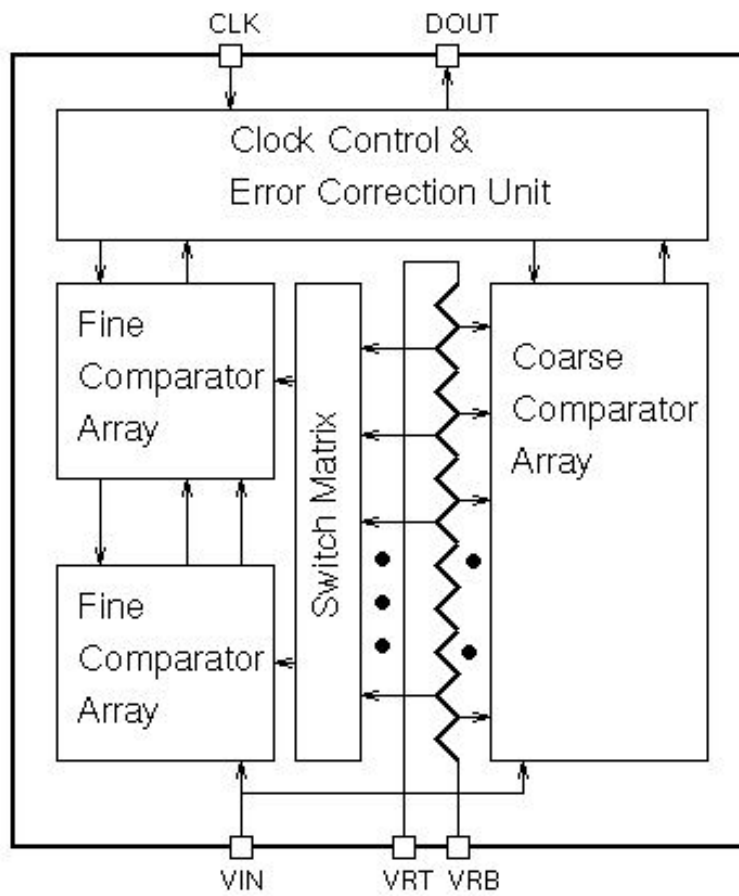 CLK
DOUT
Clock Control &
Error Correction Unit
Fine
Comparator
Array
Switch Matrix
Coarse
Comparator
Array
Fine
Comparator
Array
VIN
VRT
VRB